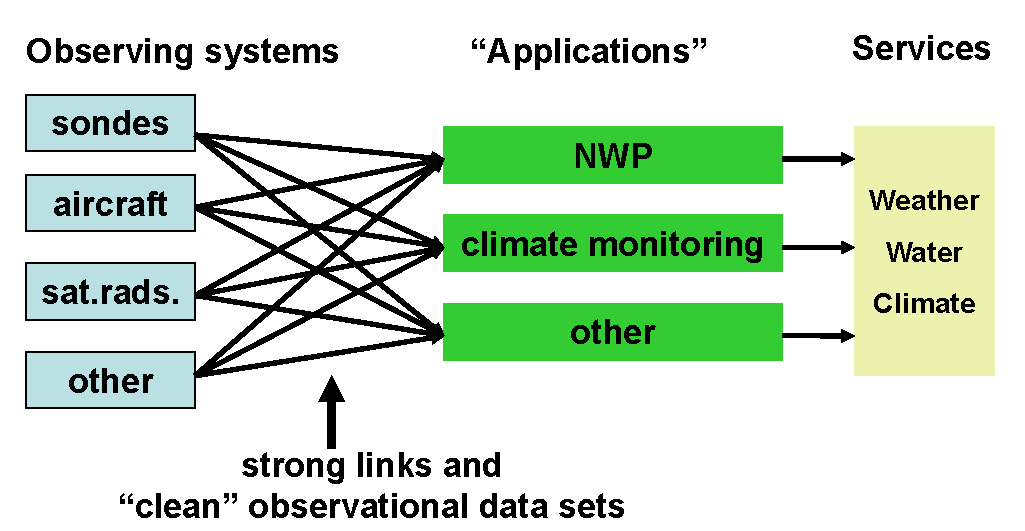 Observing systems
“Applications”
Services
sondes
aircraft
sat.rads.
other
NWP
climate monitoring
other
Weather
Water
Climate
strong links and
“clean” observational data sets